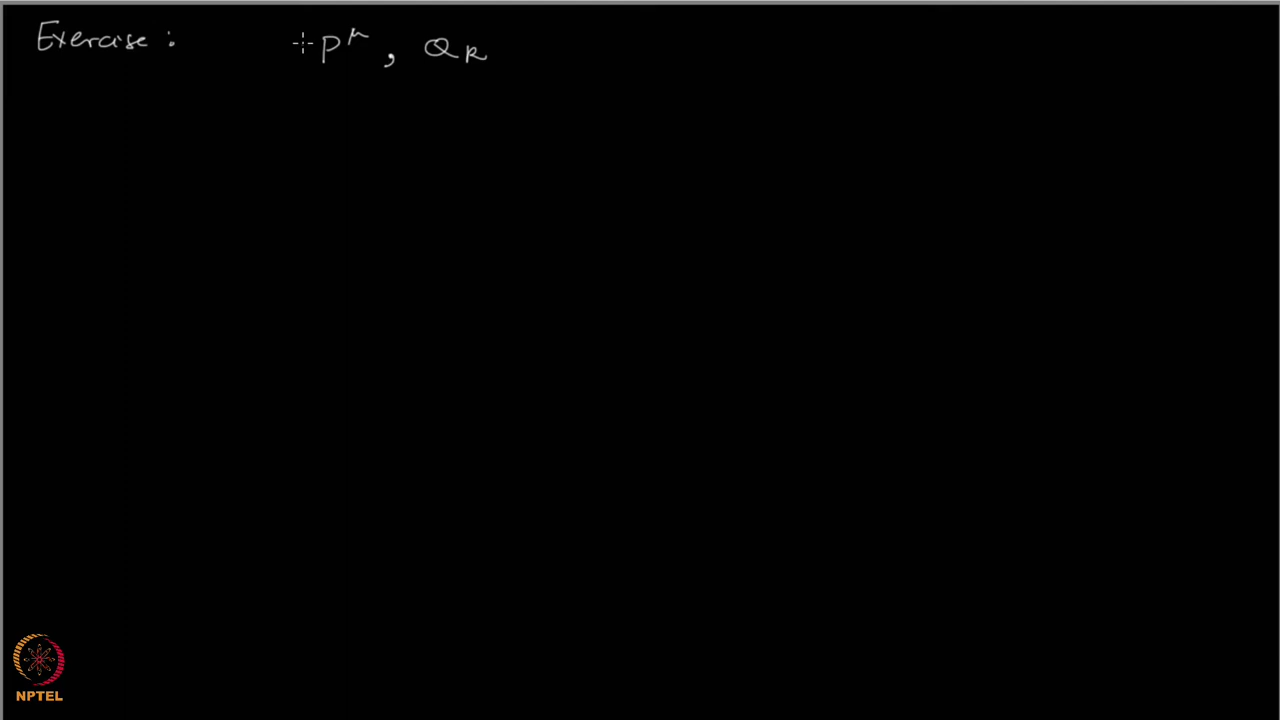 Exercise : P^μ , Q_R
NPTEL